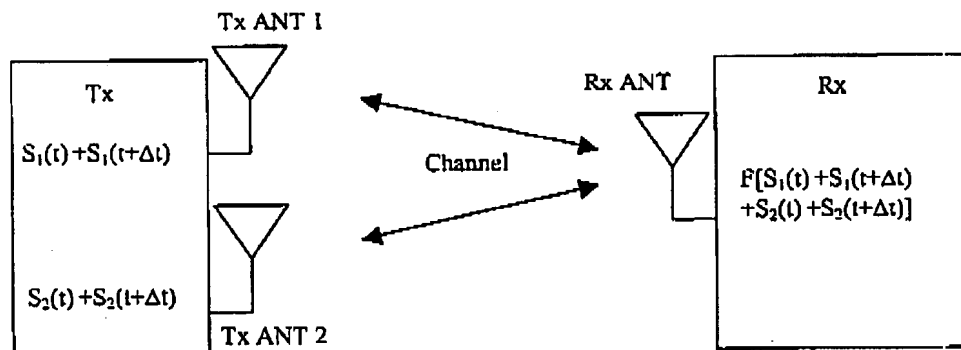 Tx ANT 1
Tx
S₁(t)+S₁(t+Δt)
S₂(t)+S₂(t+Δt)
Tx ANT 2
Channel
Rx ANT
Rx
F[S₁(t)+S₁(t+Δt)
+S₂(t)+S₂(t+Δt)]